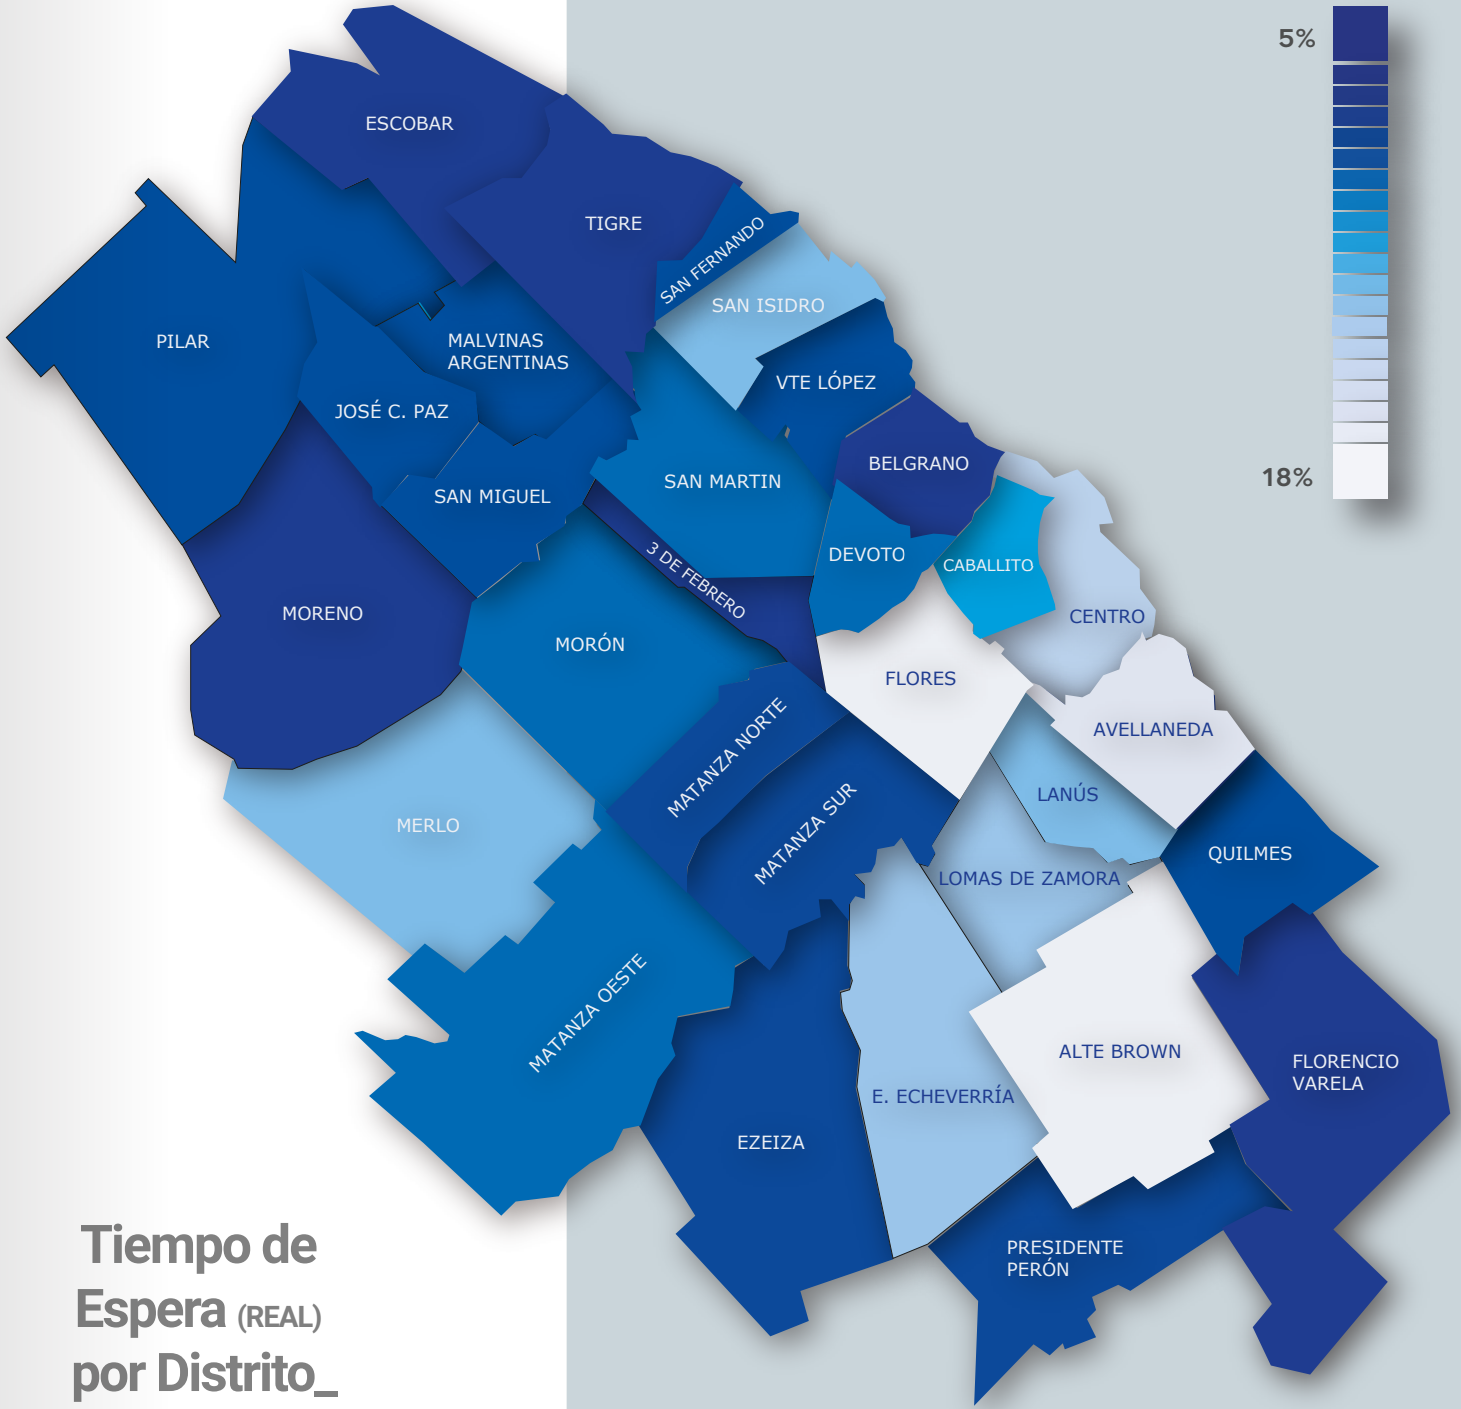 5%
ESCOBAR
TIGRE
SAN FERNANDO
SAN ISIDRO
PILAR
MALVINAS
ARGENTINAS
VTE LÓPEZ
JOSÉ C. PAZ
BELGRANO
18%
SAN MARTIN
SAN MIGUEL
DEVOTO
CABALLITO
3 DE FEBRERO
MORENO
CENTRO
MORÓN
FLORES
AVELLANEDA
MATANZA NORTE
LANÚS
MERLO
MATANZA SUR
QUILMES
LOMAS DE ZAMORA
MATANZA OESTE
ALTE BROWN
FLORENCIO
VARELA
E. ECHEVERRÍA
EZEIZA
PRESIDENTE
PERÓN
Tiempo de
Espera (REAL)
por Distrito_